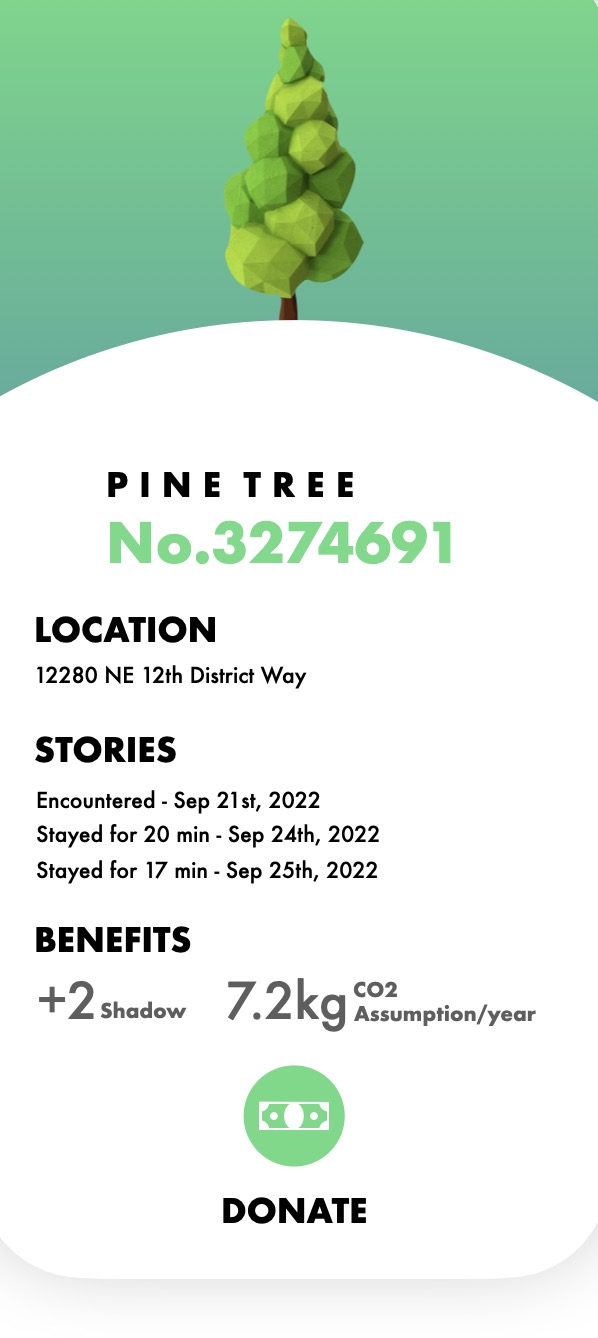 PINE TREE
No.3274691
LOCATION
12280 NE 12th District Way
STORIES
Encountered - Sep 21st, 2022
Stayed for 20 min - Sep 24th, 2022
Stayed for 17 min - Sep 25th, 2022
BENEFITS
+2 Shadow 7.2kg CO2
Assumption/year
DONATE